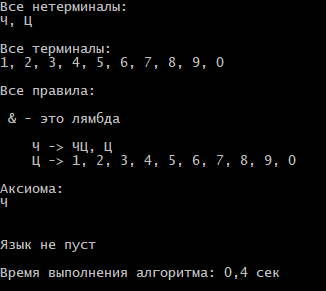 Все нетерминалы:
Ч, Ц
Все терминалы:
1, 2, 3, 4, 5, 6, 7, 8, 9, 0
Все правила:
& - это лямбда
Ч -> ЧЦ, Ц
Ц -> 1, 2, 3, 4, 5, 6, 7, 8, 9, 0
Аксиома:
Ч
Язык не пуст
Время выполнения алгоритма: 0,4 сек